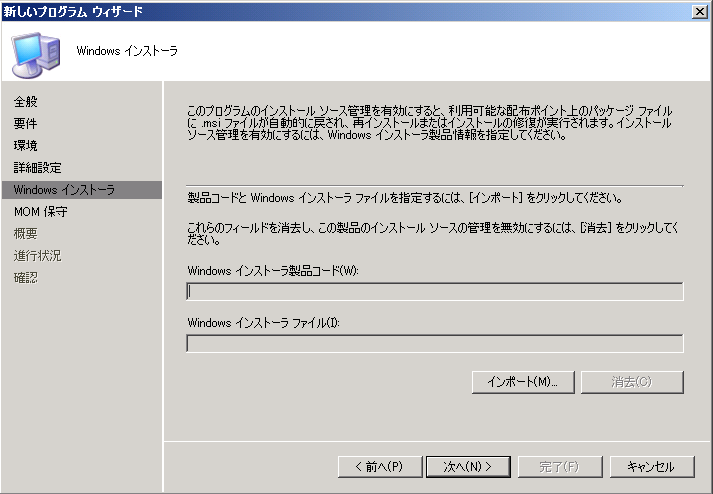 新しいプログラム ウィザード
Windows インストーラ
全般
要件
環境
詳細設定
Windows インストーラ
MOM 保守
概要
進行状況
確認
このプログラムのインストール ソース管理を有効にすると、利用可能な配布ポイント上のパッケージ ファイル
に .msi ファイルが自動的に戻され、再インストールまたはインストールの修復が実行されます。インストール
ソース管理を有効にするには、Windows インストーラ製品情報を指定してください。
製品コードと Windows インストーラ ファイルを指定するには、[インポート] をクリックしてください。
これらのフィールドを消去し、この製品のインストール ソースの管理を無効にするには、[消去] をクリックしてく
ださい。
Windows インストーラ製品コード(W):
Windows インストーラ ファイル(I):
インポート(M)...
消去(C)
< 前へ(P)
次へ(N) >
完了(F)
キャンセル